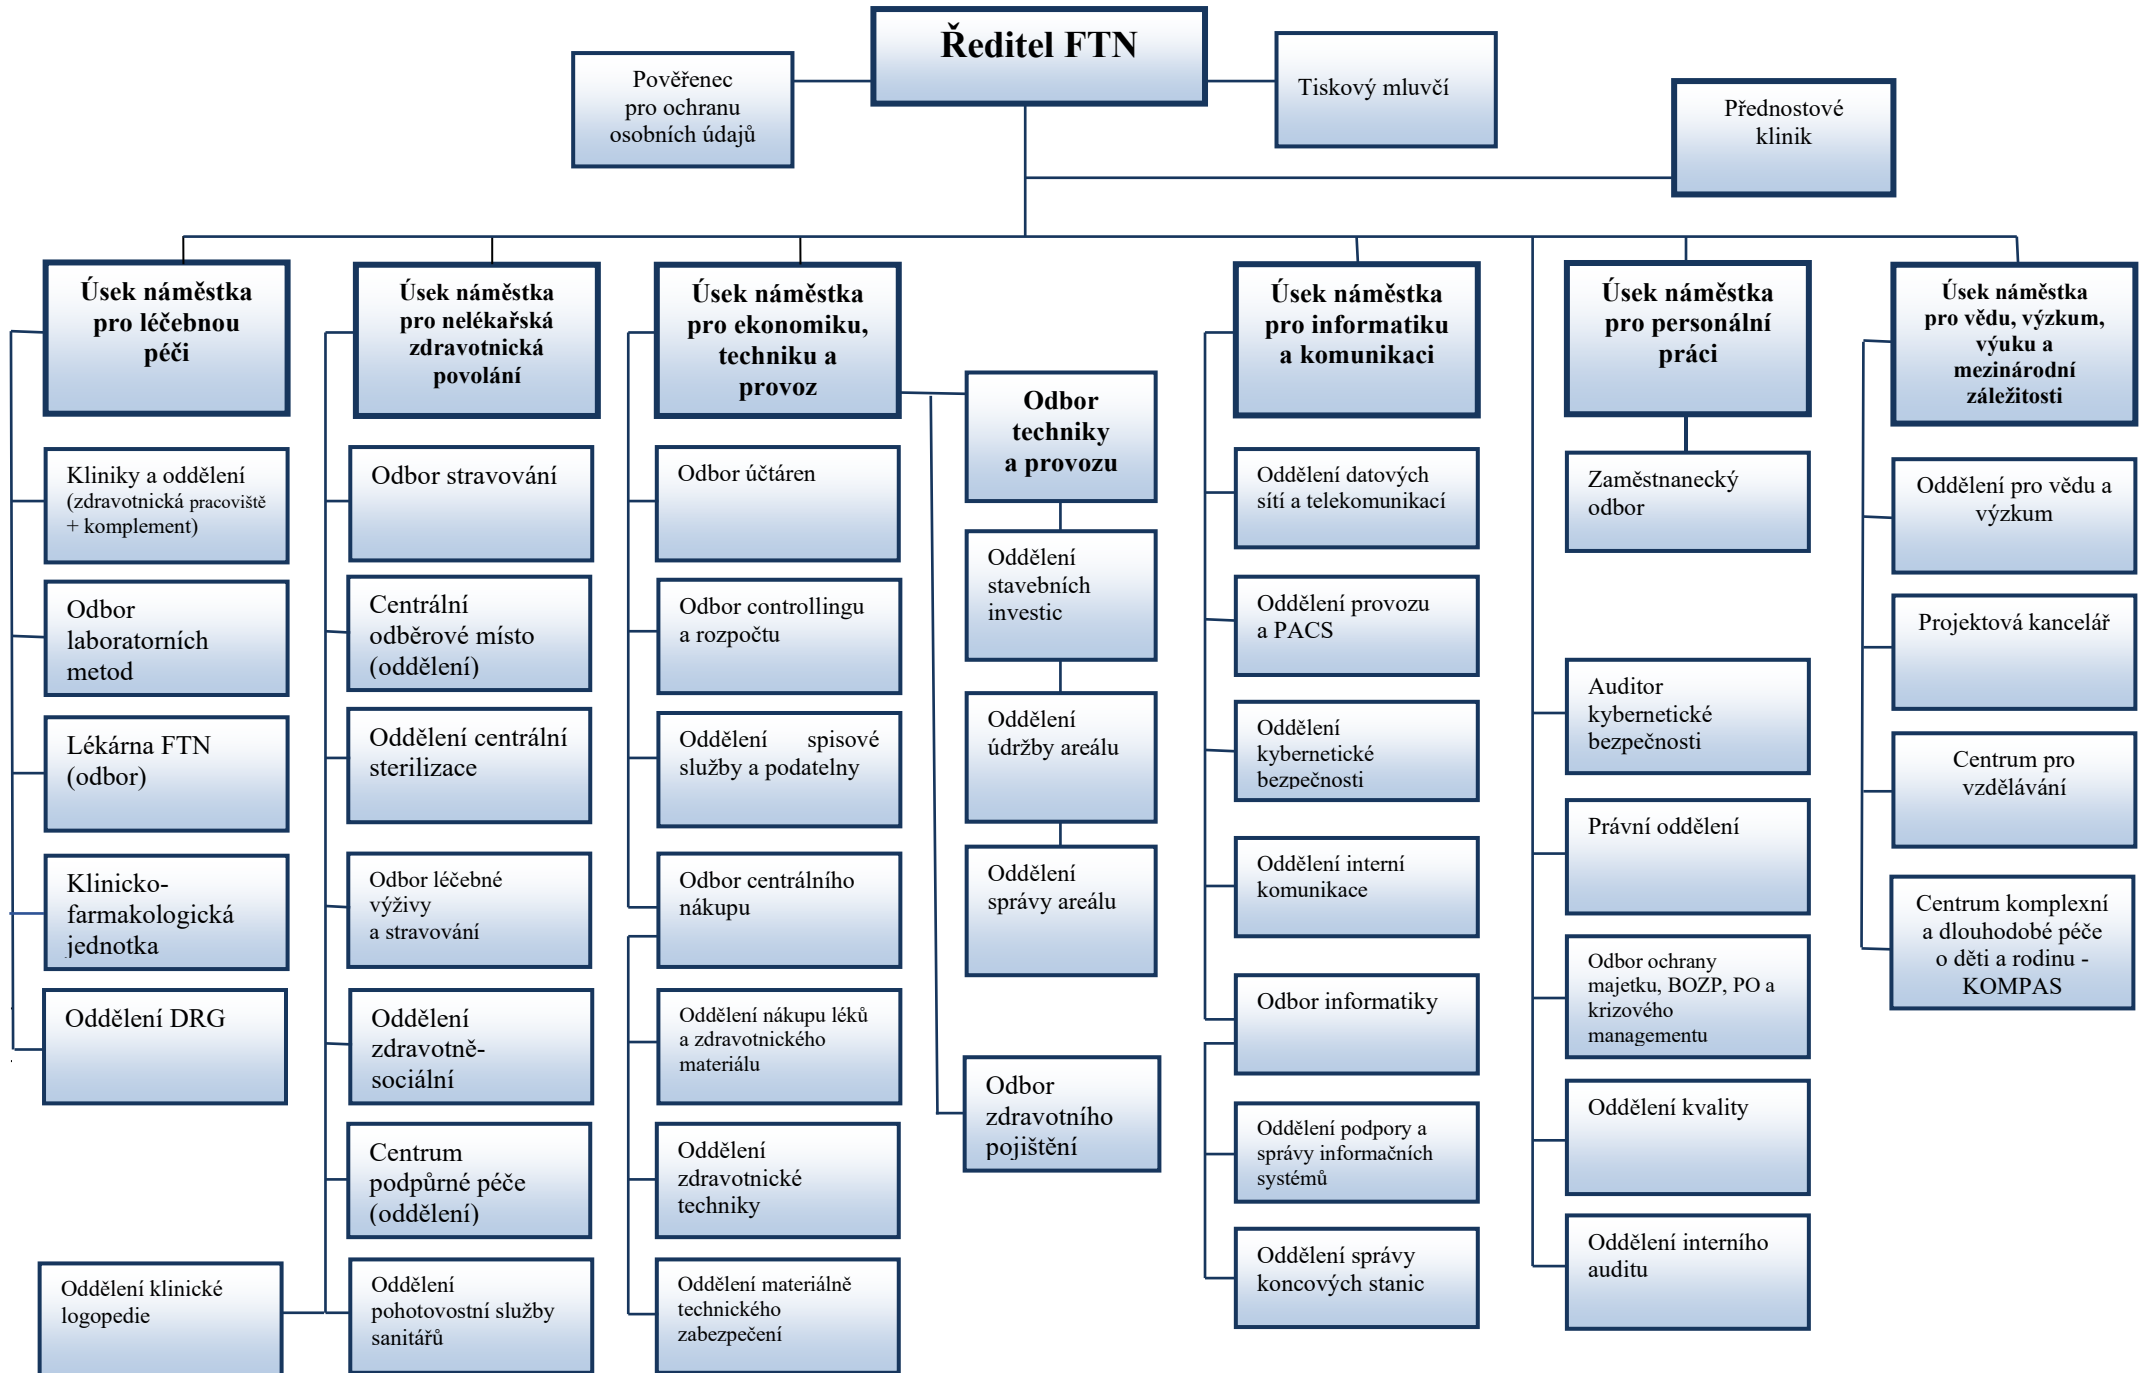 Ředitel FTN
Pověřenec
pro ochranu
osobních údajů
Tiskový mluvčí
Přednostové
klinik
Úsek náměstka
pro léčebnou
péči
Kliniky a oddělení
(zdravotnická pracoviště
+ komplement)
Odbor
laboratorních
metod
Lékárna FTN
(odbor)
Klinicko-
farmakologická
jednotka
Oddělení DRG
Úsek náměstka
pro nelékařská
zdravotnická
povolání
Odbor stravování
Centrální
odběrové místo
(oddělení)
Oddělení centrální
sterilizace
Odbor léčebné
výživy
a stravování
Oddělení
zdravotně-
sociální
Centrum
podpůrné péče
(oddělení)
Oddělení klinické
logopedie
Oddělení
pohotovostní služby
sanitářů
Úsek náměstka
pro ekonomiku,
techniku a
provoz
Odbor účtáren
Odbor controllingu
a rozpočtu
Oddělení spisové
služby a podatelny
Odbor centrálního
nákupu
Oddělení nákupu léků
a zdravotnického
materiálu
Oddělení
zdravotnické
techniky
Oddělení materiálně
technického
zabezpečení
Odbor
techniky
a provozu
Oddělení
stavebních
investic
Oddělení
údržby areálu
Oddělení
správy areálu
Odbor
zdravotního
pojištění
Úsek náměstka
pro informatiku
a komunikaci
Oddělení datových
sítí a telekomunikací
Oddělení provozu
a PACS
Oddělení
kybernetické
bezpečnosti
Oddělení interní
komunikace
Odbor informatiky
Oddělení podpory a
správy informačních
systémů
Oddělení správy
koncových stanic
Úsek náměstka
pro personální
práci
Zaměstnanecký
odbor
Auditor
kybernetické
bezpečnosti
Právní oddělení
Odbor ochrany
majetku, BOZP, PO a
krizového
managementu
Oddělení kvality
Oddělení interního
auditu
Úsek náměstka
pro vědu, výzkum,
výuku a
mezinárodní
záležitosti
Oddělení pro vědu a
výzkum
Projektová kancelář
Centrum pro
vzdělávání
Centrum komplexní
a dlouhodobé péče
o děti a rodinu -
KOMPAS